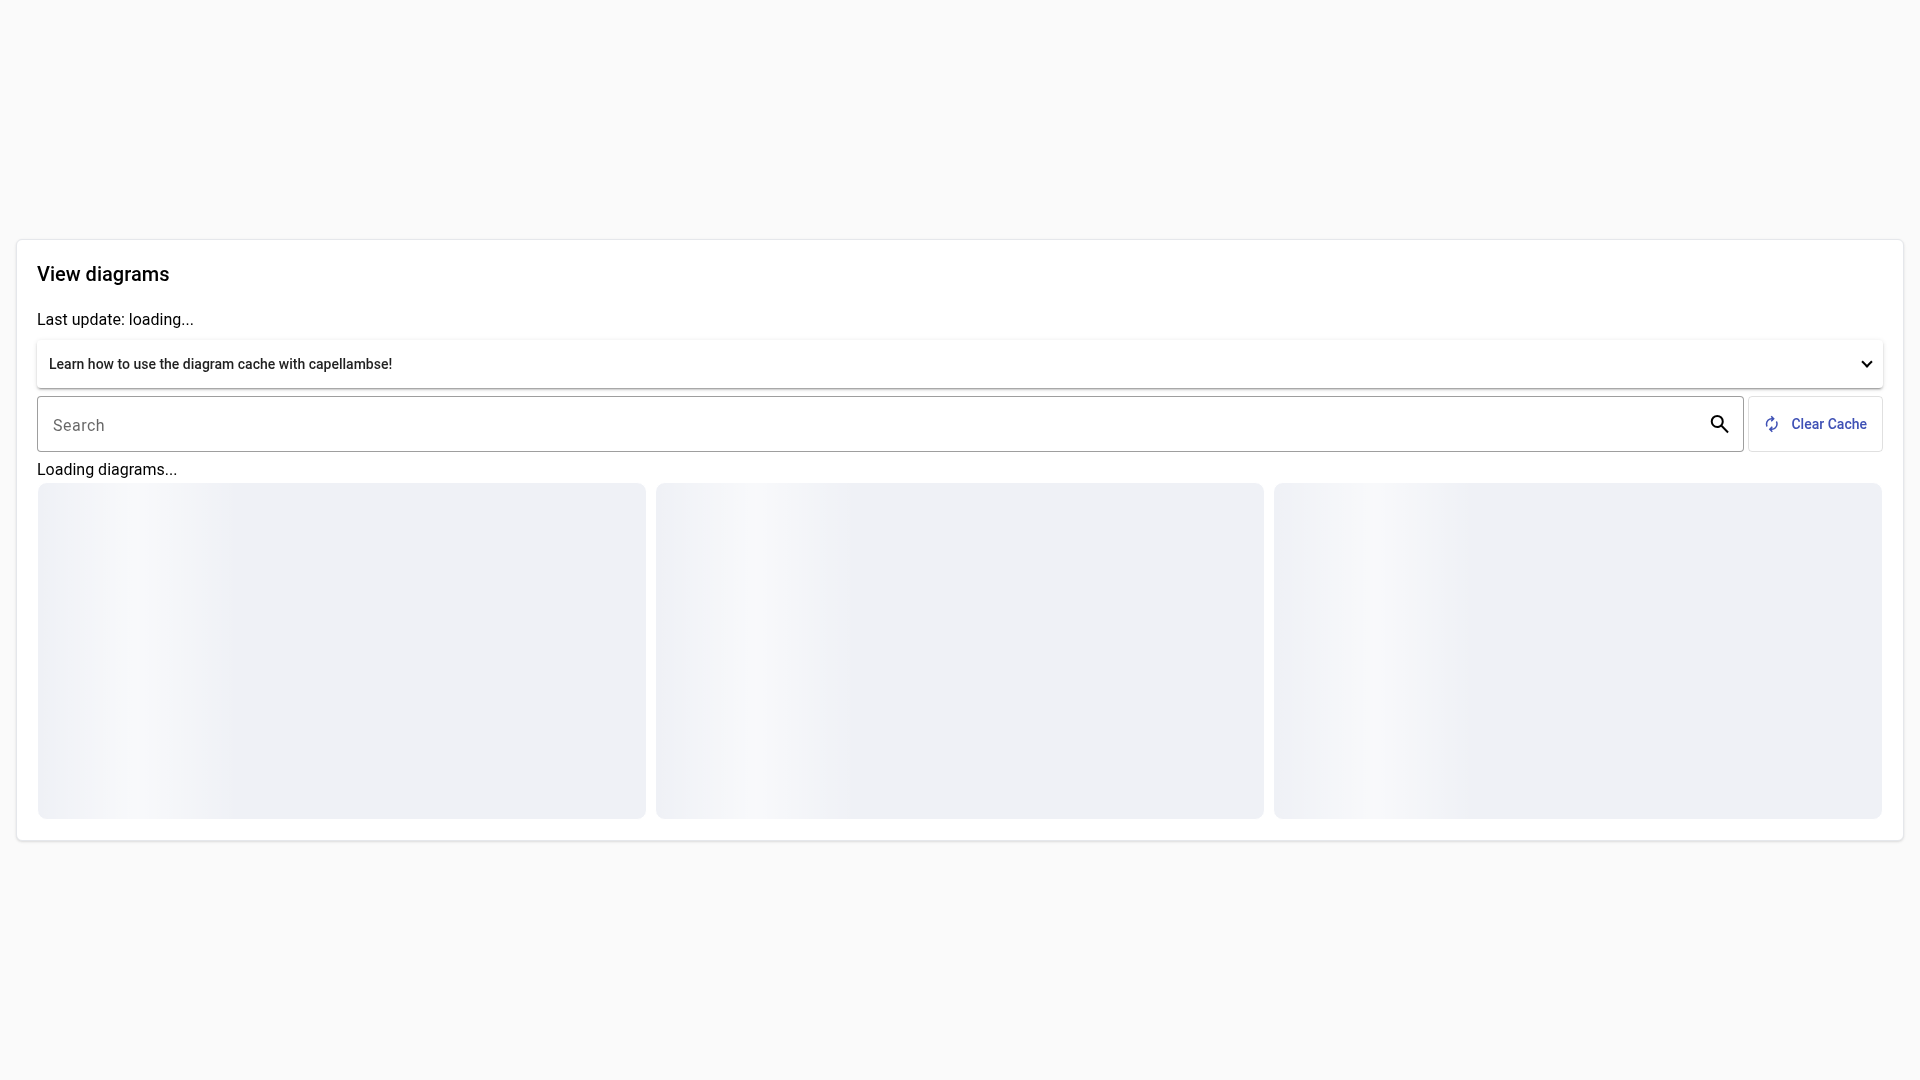 View diagrams
Last update: loading...
Learn how to use the diagram cache with capellambse!
Search
Clear Cache
Loading diagrams...